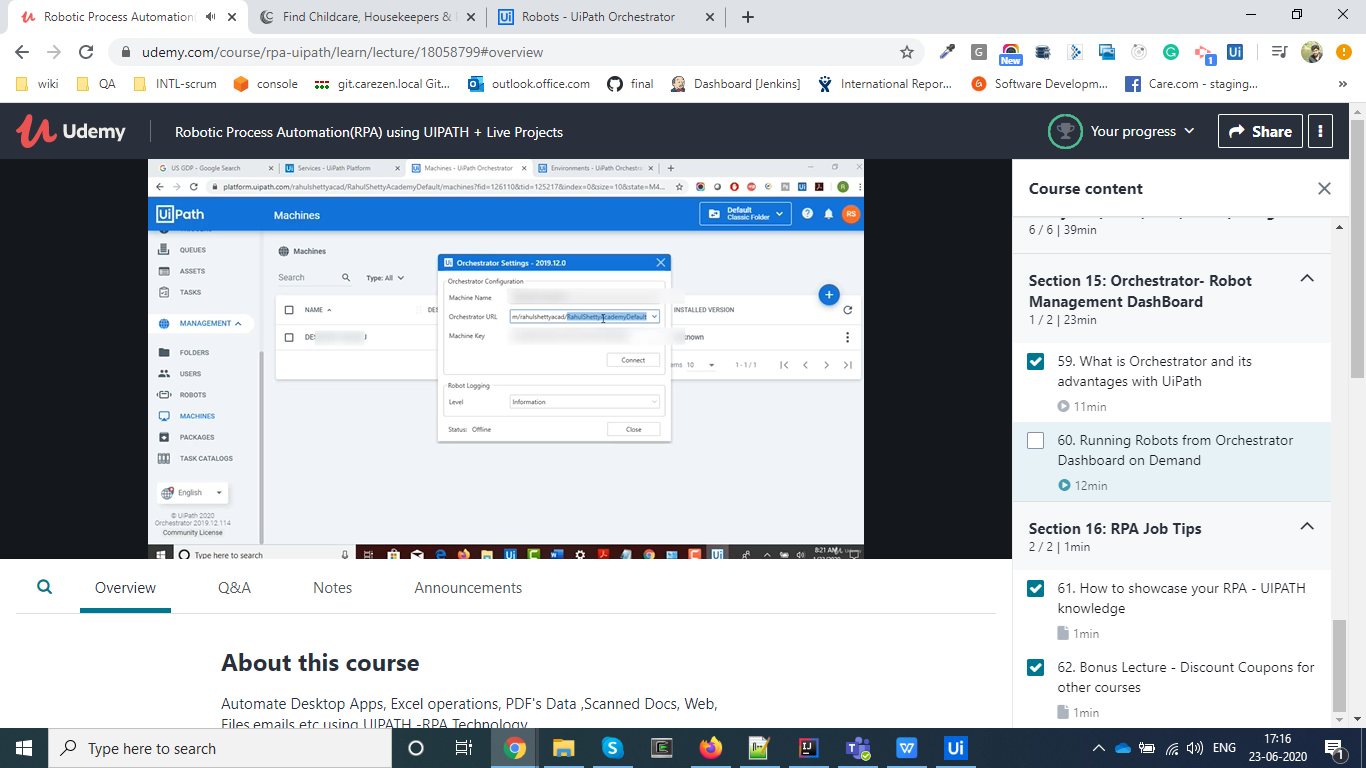 Robotic Process Automation
Find Childcare, Housekeepers &
Robots - UiPath Orchestrator
udemy.com/course/rpa-uipath/learn/lecture/18058799#overview
New
1
wiki
QA
INTL-scrum
console
git.carezen.local Git...
outlook.office.com
final
Dashboard [Jenkins]
International Repor...
Software Developm...
Care.com - staging...
»
Udemy
Robotic Process Automation(RPA) using UIPATH + Live Projects
Your progress
Share
US GDP - Google Search
Services - UiPath Platform
Machines - UiPath Orchestrator
Environments - UiPath Orchestr
platform.uipath.com/rahulshettyacad/RahulShettyAcademyDefault/machines?fid=126110&tid=125217&index=0&size=10&state=M4...
UiPath
Machines
Default
Classic Folder
RS
QUEUES
ASSETS
TASKS
MANAGEMENT
FOLDERS
USERS
ROBOTS
MACHINES
PACKAGES
TASK CATALOGS
English
© UiPath 2020
Orchestrator 2019.12.114
Community License
Machines
Search
Type: All
NAME
INSTALLED VERSION
1 - 1 / 1
Orchestrator Settings - 2019.12.0
Orchestrator Configuration
Machine Name
Orchestrator URL
m/rahulshettyacad/RahulShettyAcademyDefault
Machine Key
Connect
Robot Logging
Level
Information
Status: Offline
Close
Type here to search
8:21 AM
Course content
6 / 6 | 39min
Section 15: Orchestrator- Robot
Management DashBoard
1 / 2 | 23min
59. What is Orchestrator and its
advantages with UiPath
11min
60. Running Robots from Orchestrator
Dashboard on Demand
12min
Section 16: RPA Job Tips
2 / 2 | 1min
61. How to showcase your RPA - UIPATH
knowledge
1min
62. Bonus Lecture - Discount Coupons for
other courses
1min
Overview
Q&A
Notes
Announcements
About this course
Automate Desktop Apps, Excel operations, PDF's Data ,Scanned Docs, Web,
Files emails etc using UIPATH -RPA Technology
Type here to search
ENG
17:16
23-06-2020
1